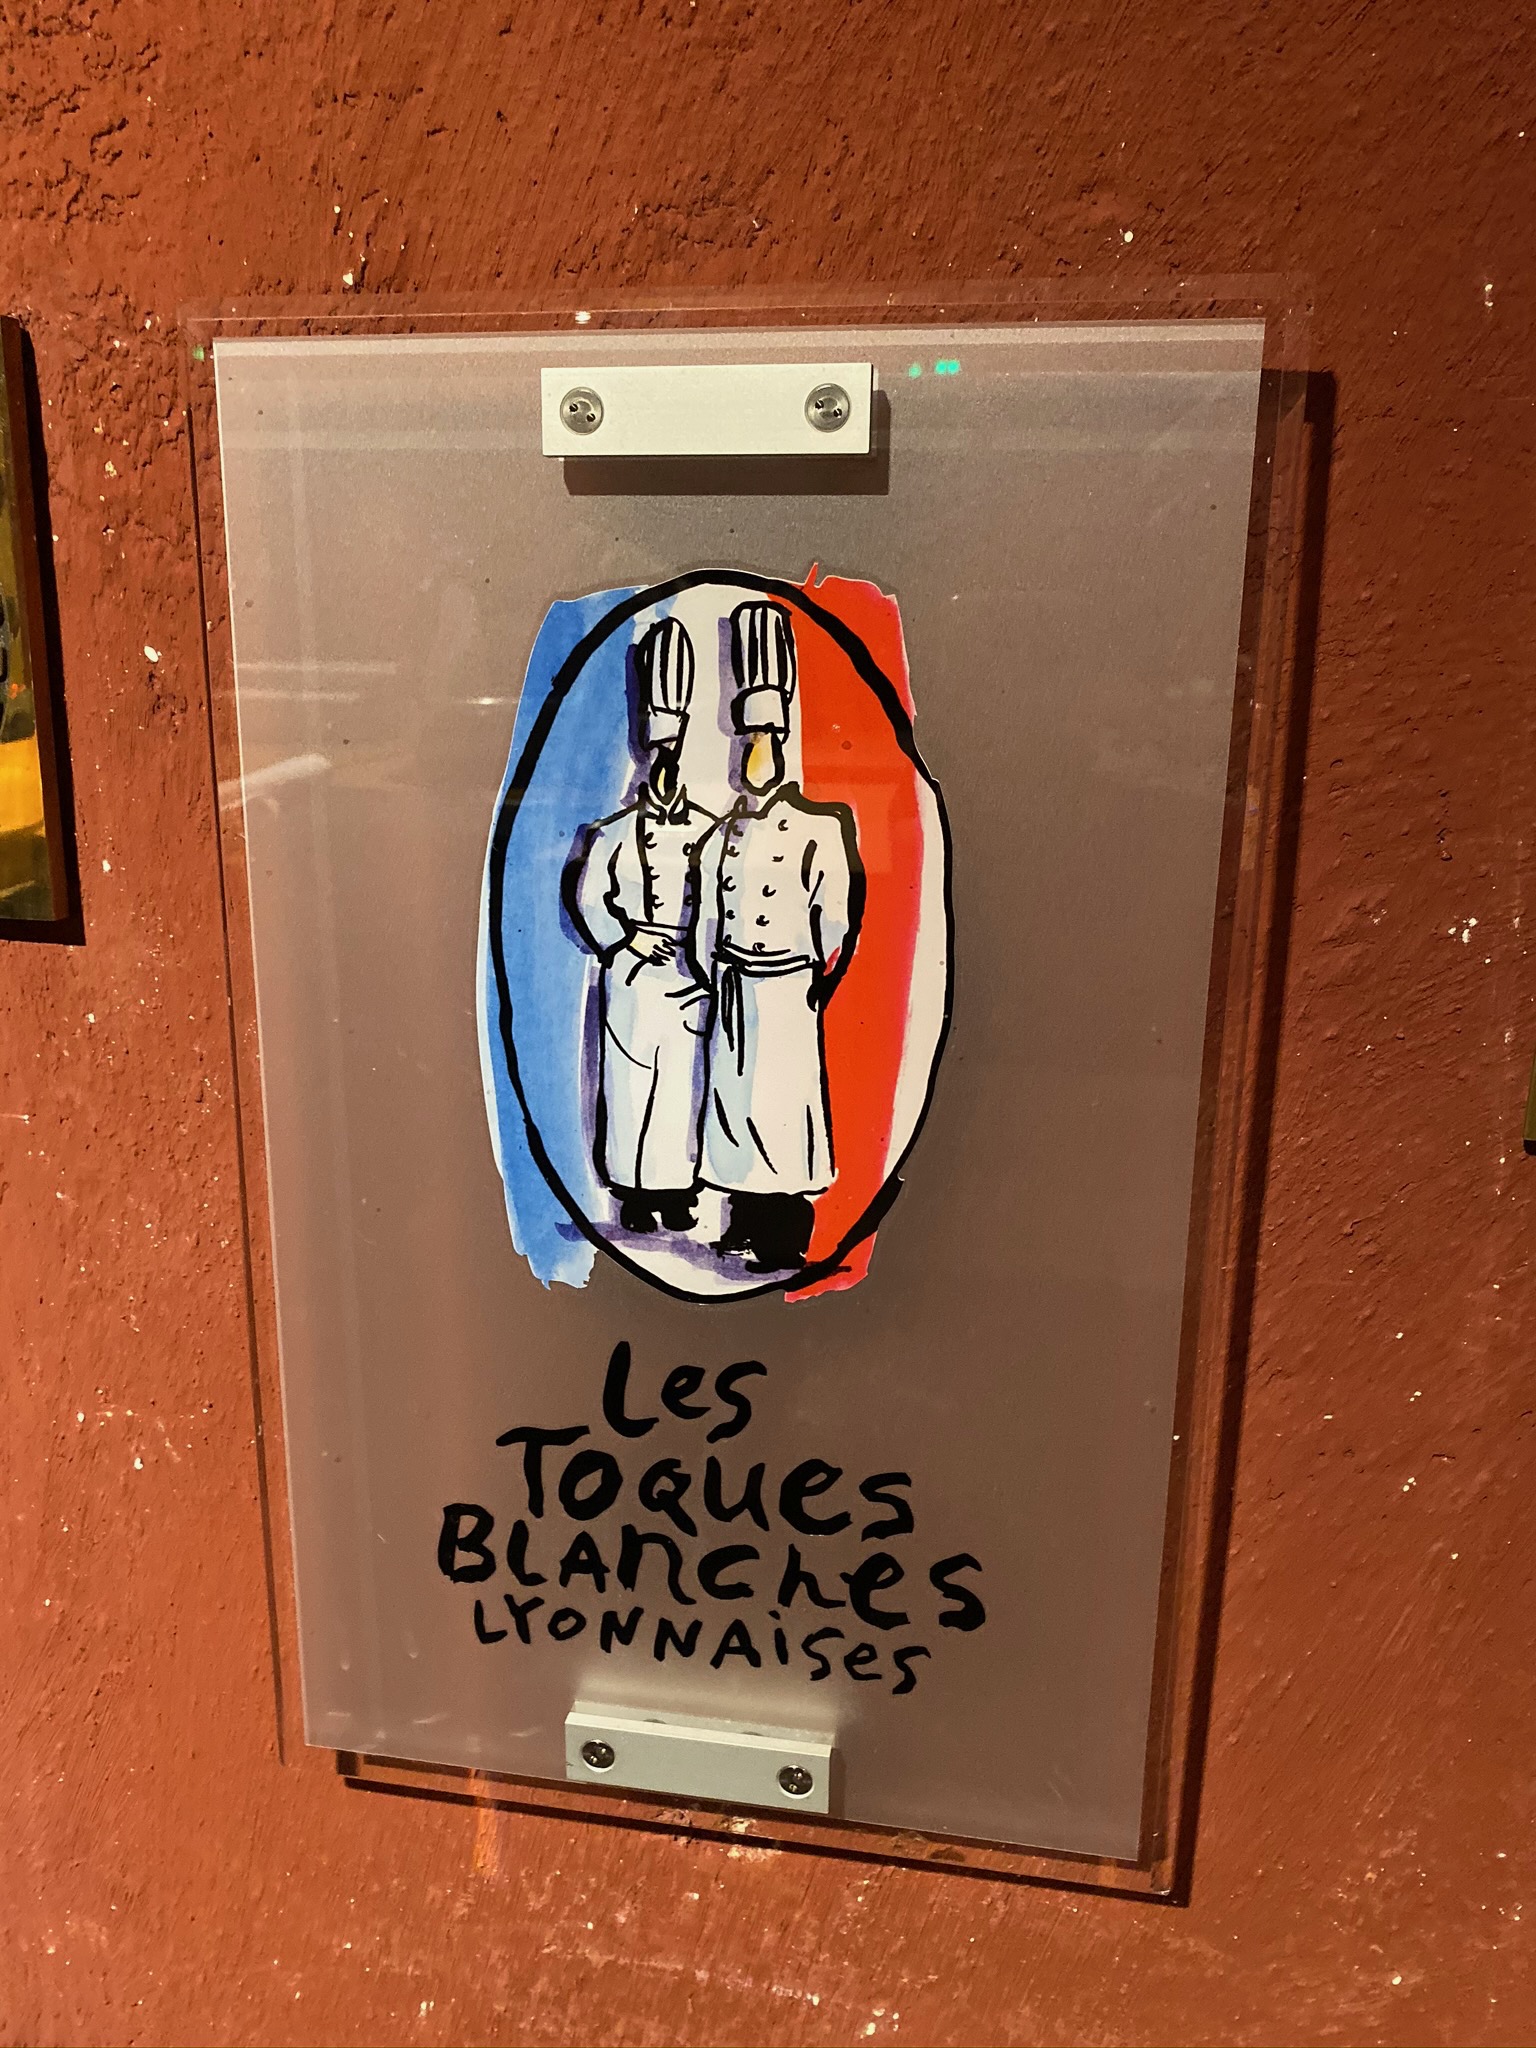 Les
Toques
Blanches
Lyonnaises